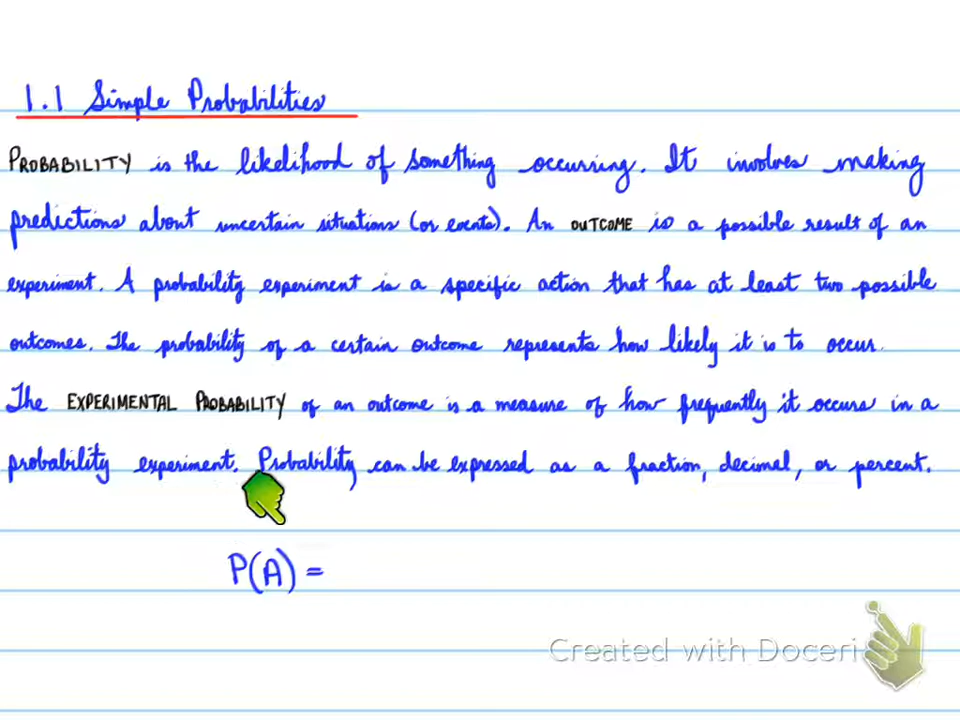 1.1 Simple Probabilities
PROBABILITY is the likelihood of something occurring. It involves making
predictions about uncertain situations (or events). An OUTCOME is a possible result of an
experiment. A probability experiment is a specific action that has at least two possible
outcomes. The probability of a certain outcome represents how likely it is to occur.
The EXPERIMENTAL PROBABILITY of an outcome is a measure of how frequently it occurs in a
probability experiment. Probability can be expressed as a fraction, decimal, or percent.
P(A) =
Created with Doceri